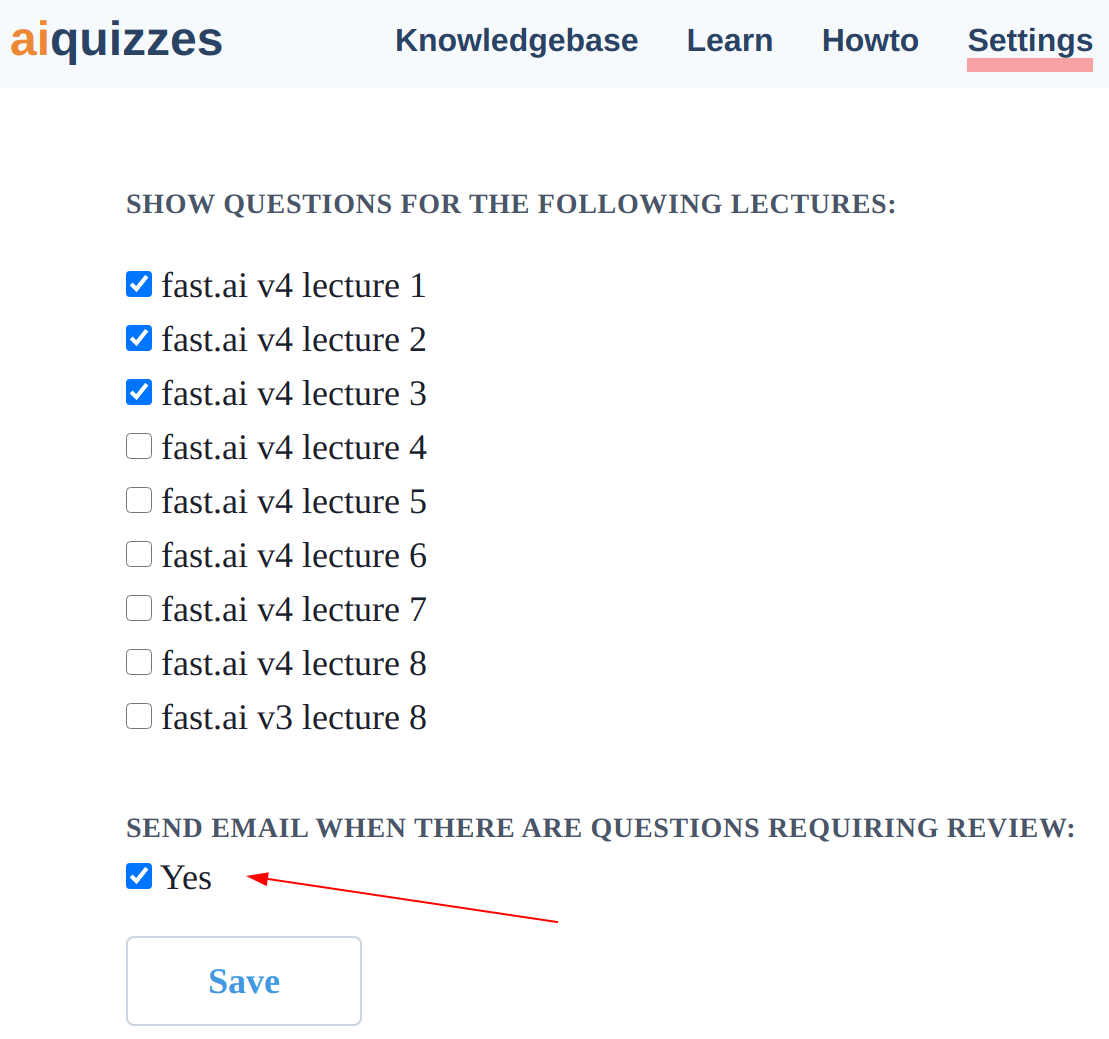 aiquizzes Knowledgebase Learn Howto Settings
SHOW QUESTIONS FOR THE FOLLOWING LECTURES:
fast.ai v4 lecture 1
fast.ai v4 lecture 2
fast.ai v4 lecture 3
fast.ai v4 lecture 4
fast.ai v4 lecture 5
fast.ai v4 lecture 6
fast.ai v4 lecture 7
fast.ai v4 lecture 8
fast.ai v3 lecture 8
SEND EMAIL WHEN THERE ARE QUESTIONS REQUIRING REVIEW:
Yes
Save